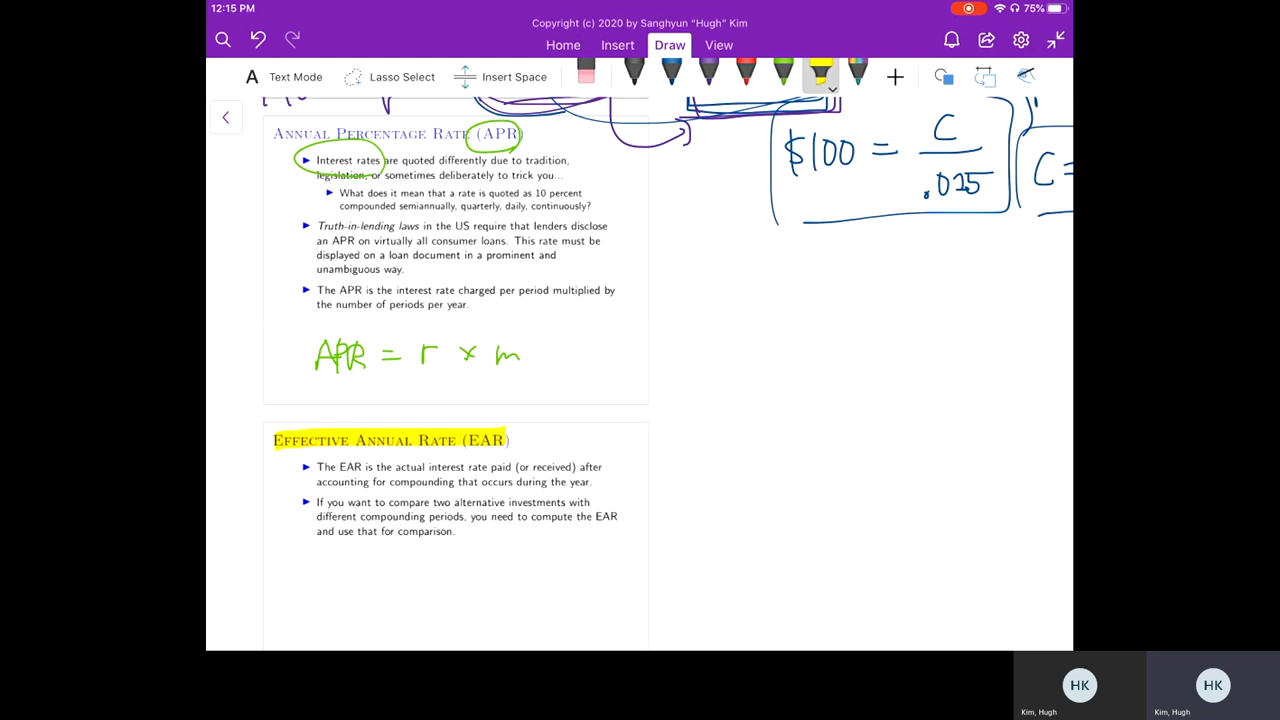 12:15 PM
75%
Copyright (c) 2020 by Sanghyun "Hugh" Kim
Home Insert Draw View
A Text Mode Lasso Select Insert Space
ANNUAL PERCENTAGE RATE (APR)
Interest rates are quoted differently due to tradition,
legislation, or sometimes deliberately to trick you...
What does it mean that a rate is quoted as 10 percent
compounded semiannually, quarterly, daily, continuously?
Truth-in-lending laws in the US require that lenders disclose
an APR on virtually all consumer loans. This rate must be
displayed on a loan document in a prominent and
unambiguous way.
The APR is the interest rate charged per period multiplied by
the number of periods per year.
APR = r × m
$100 = C
.025
C =
EFFECTIVE ANNUAL RATE (EAR)
The EAR is the actual interest rate paid (or received) after
accounting for compounding that occurs during the year.
If you want to compare two alternative investments with
different compounding periods, you need to compute the EAR
and use that for comparison.
HK HK
Kim, Hugh Kim, Hugh